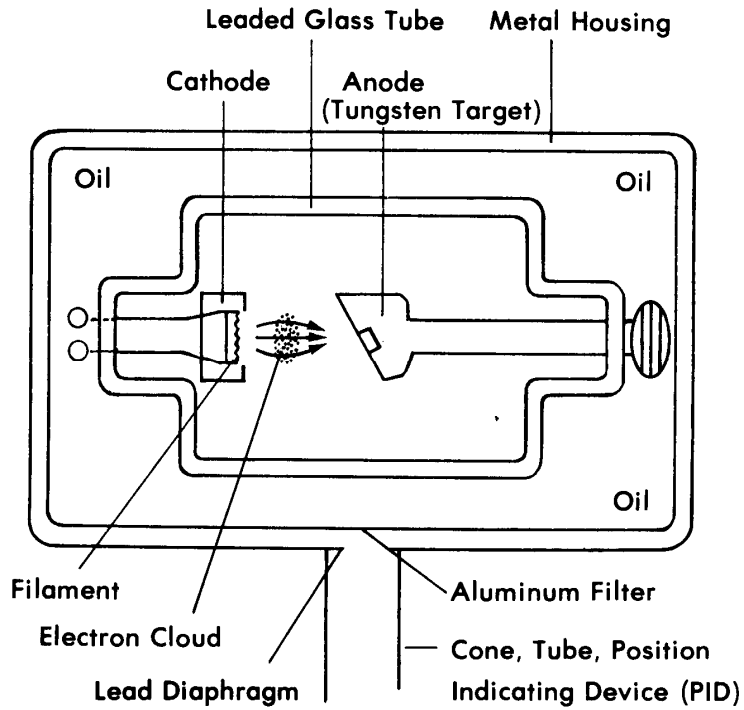 Leaded Glass Tube
Metal Housing
Cathode
Anode
(Tungsten Target)
Oil
Oil
Oil
Filament
Aluminum Filter
Electron Cloud
Cone, Tube, Position
Lead Diaphragm
Indicating Device (PID)